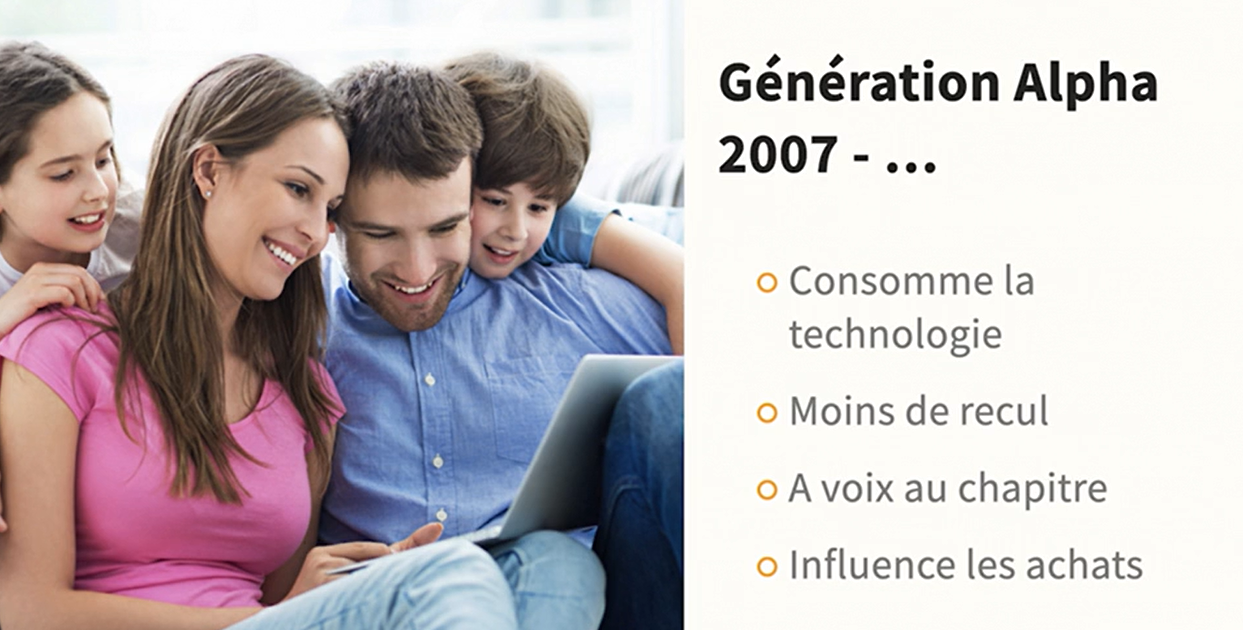 Génération Alpha
2007 - ...
Consomme la
technologie
Moins de recul
A voix au chapitre
Influence les achats